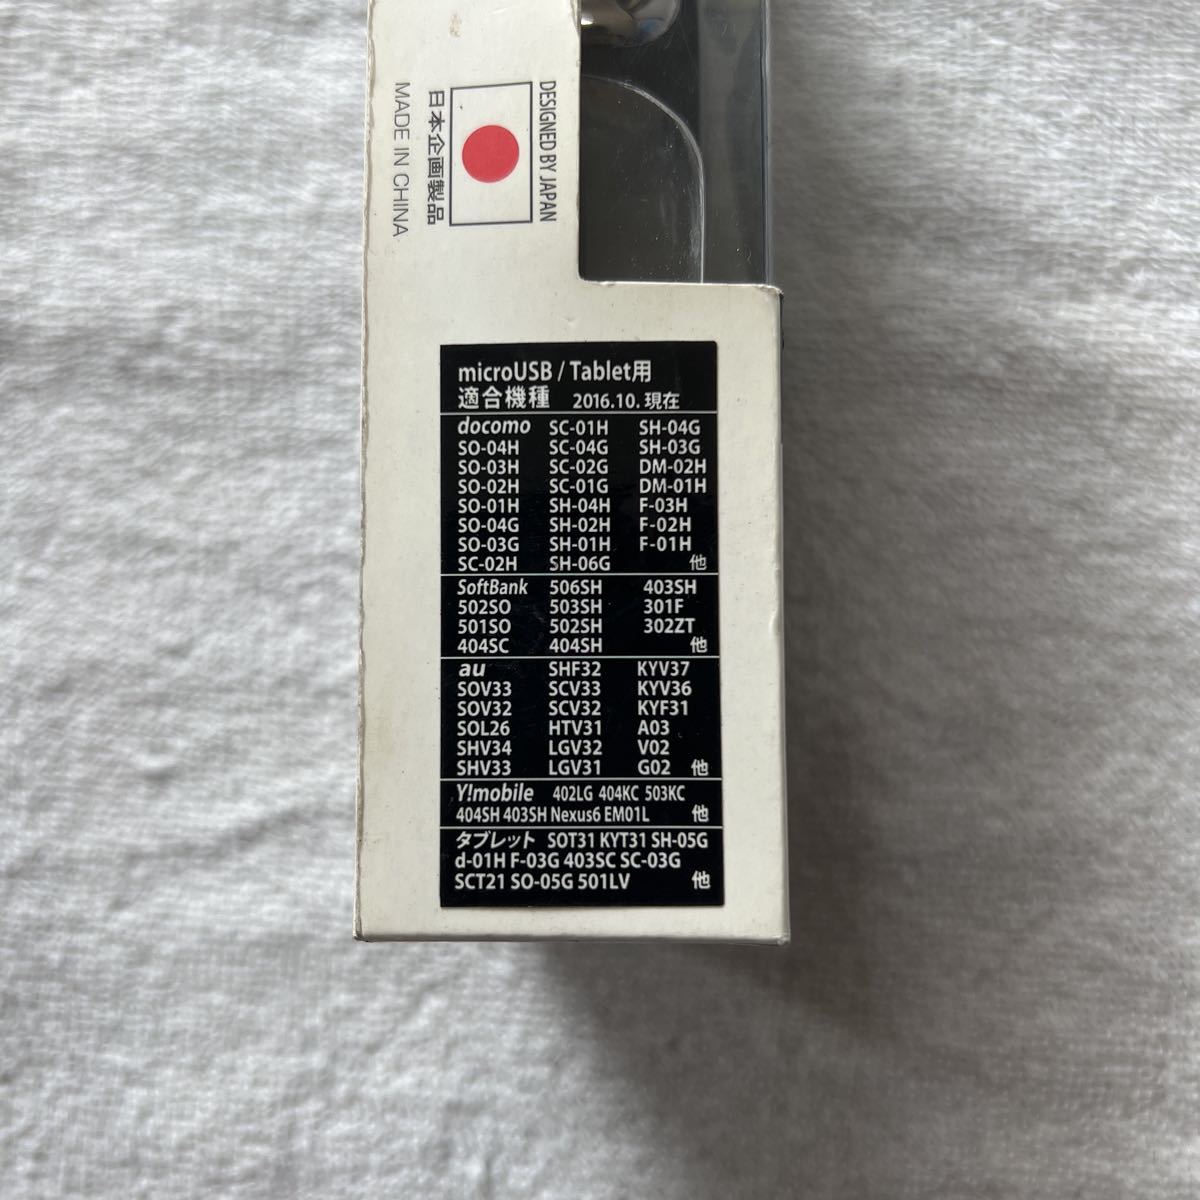 DESIGNED BY JAPAN
日本企画製品
MADE IN CHINA
microUSB / Tablet用
適合機種 2016.10. 現在
docomo SC-01H SH-04G
SO-04H SC-04G SH-03G
SO-03H SC-02G DM-02H
SO-02H SC-01G DM-01H
SO-01H SH-04H F-03H
SO-04G SH-02H F-02H
SO-03G SH-01H F-01H
SC-02H SH-06G 他
SoftBank 506SH 403SH
502SO 503SH 301F
501SO 502SH 302ZT
404SC 404SH 他
au SHF32 KYV37
SOV33 SCV33 KYV36
SOV32 SCV32 KYF31
SOL26 HTV31 A03
SHV34 LGV32 V02
SHV33 LGV31 G02 他
Y!mobile 402LG 404KC 503KC
404SH 403SH Nexus6 EM01L 他
タブレット SOT31 KYT31 SH-05G
d-01H F-03G 403SC SC-03G
SCT21 SO-05G 501LV 他